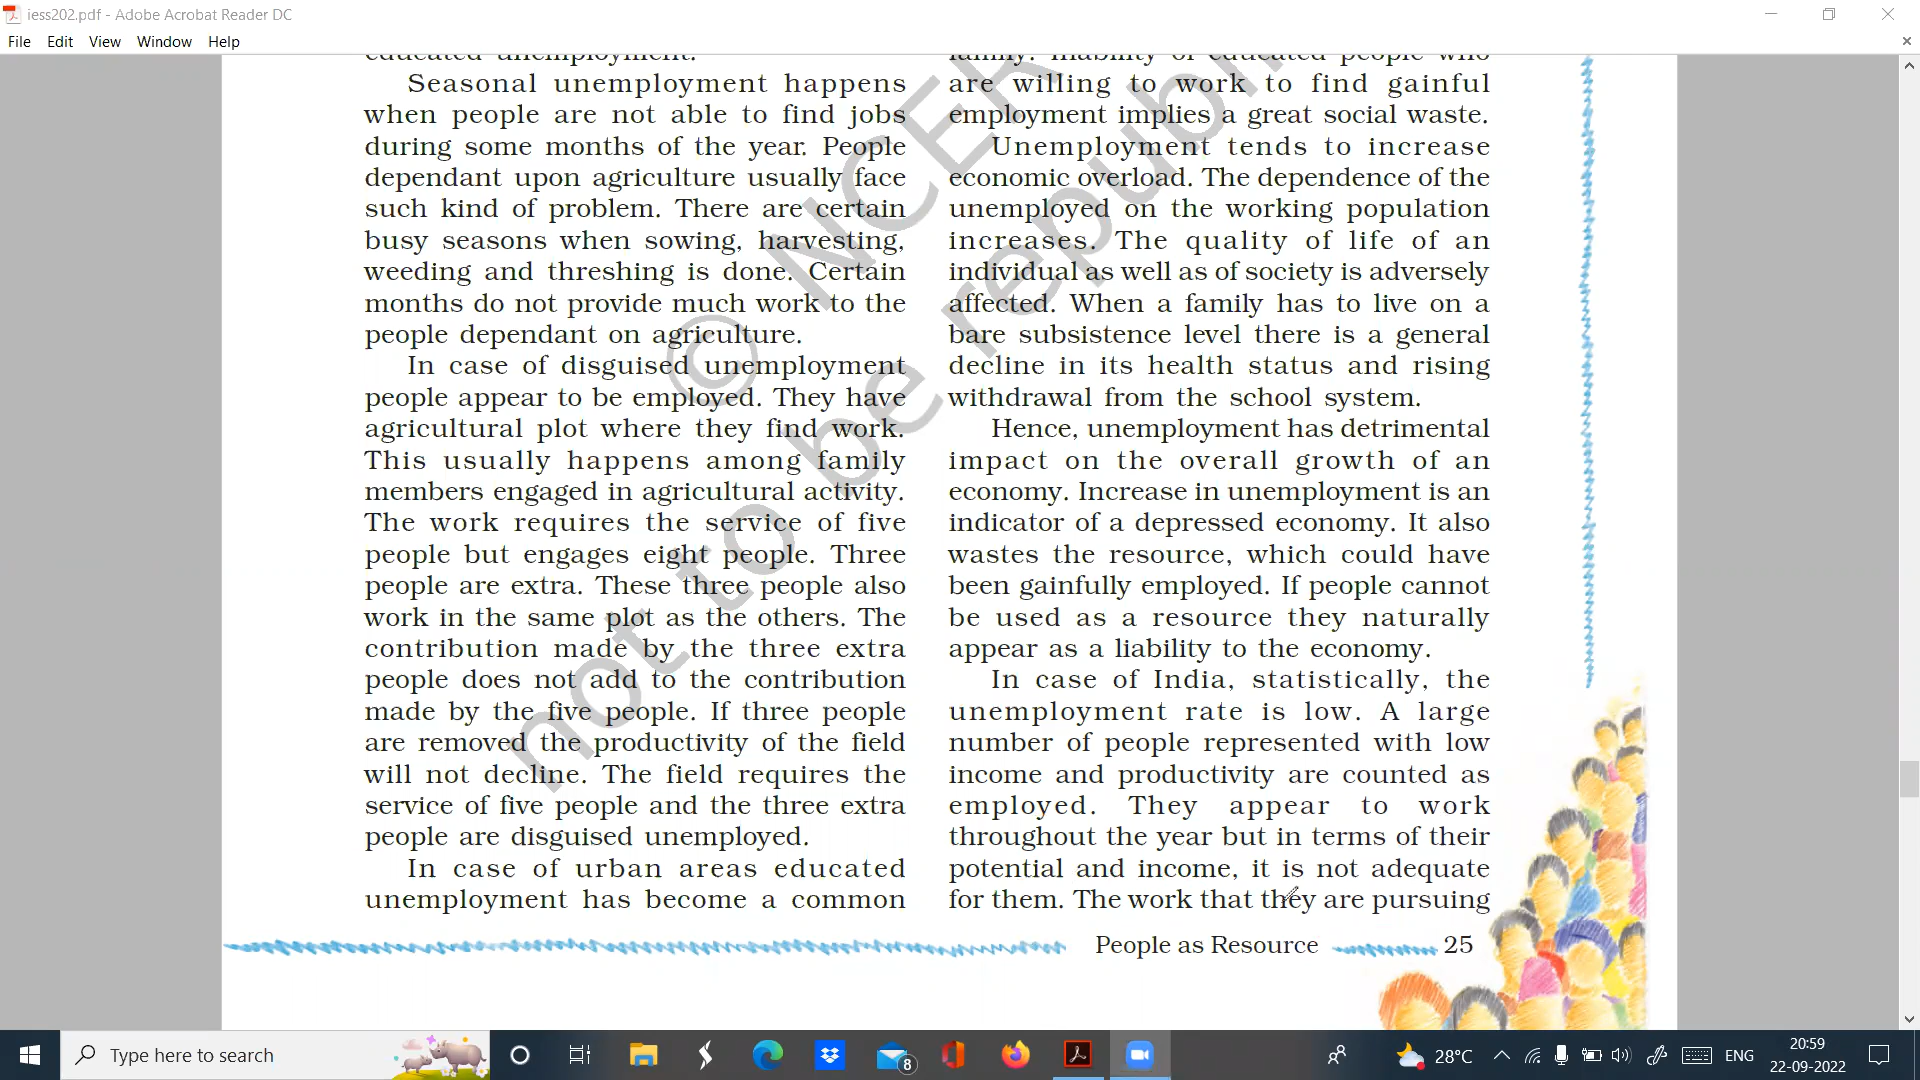 iess202.pdf - Adobe Acrobat Reader DC
File Edit View Window Help
educated unemployment.
Seasonal unemployment happens
when people are not able to find jobs
during some months of the year. People
dependant upon agriculture usually face
such kind of problem. There are certain
busy seasons when sowing, harvesting,
weeding and threshing is done. Certain
months do not provide much work to the
people dependant on agriculture.
In case of disguised unemployment
people appear to be employed. They have
agricultural plot where they find work.
This usually happens among family
members engaged in agricultural activity.
The work requires the service of five
people but engages eight people. Three
people are extra. These three people also
work in the same plot as the others. The
contribution made by the three extra
people does not add to the contribution
made by the five people. If three people
are removed the productivity of the field
will not decline. The field requires the
service of five people and the three extra
people are disguised unemployed.
In case of urban areas educated
unemployment has become a common
family. Inability of educated people who
are willing to work to find gainful
employment implies a great social waste.
Unemployment tends to increase
economic overload. The dependence of the
unemployed on the working population
increases. The quality of life of an
individual as well as of society is adversely
affected. When a family has to live on a
bare subsistence level there is a general
decline in its health status and rising
withdrawal from the school system.
Hence, unemployment has detrimental
impact on the overall growth of an
economy. Increase in unemployment is an
indicator of a depressed economy. It also
wastes the resource, which could have
been gainfully employed. If people cannot
be used as a resource they naturally
appear as a liability to the economy.
In case of India, statistically, the
unemployment rate is low. A large
number of people represented with low
income and productivity are counted as
employed. They appear to work
throughout the year but in terms of their
potential and income, it is not adequate
for them. The work that they are pursuing
© NCER
not to be republi
People as Resource 25
Type here to search
8
28°C
ENG
20:59
22-09-2022